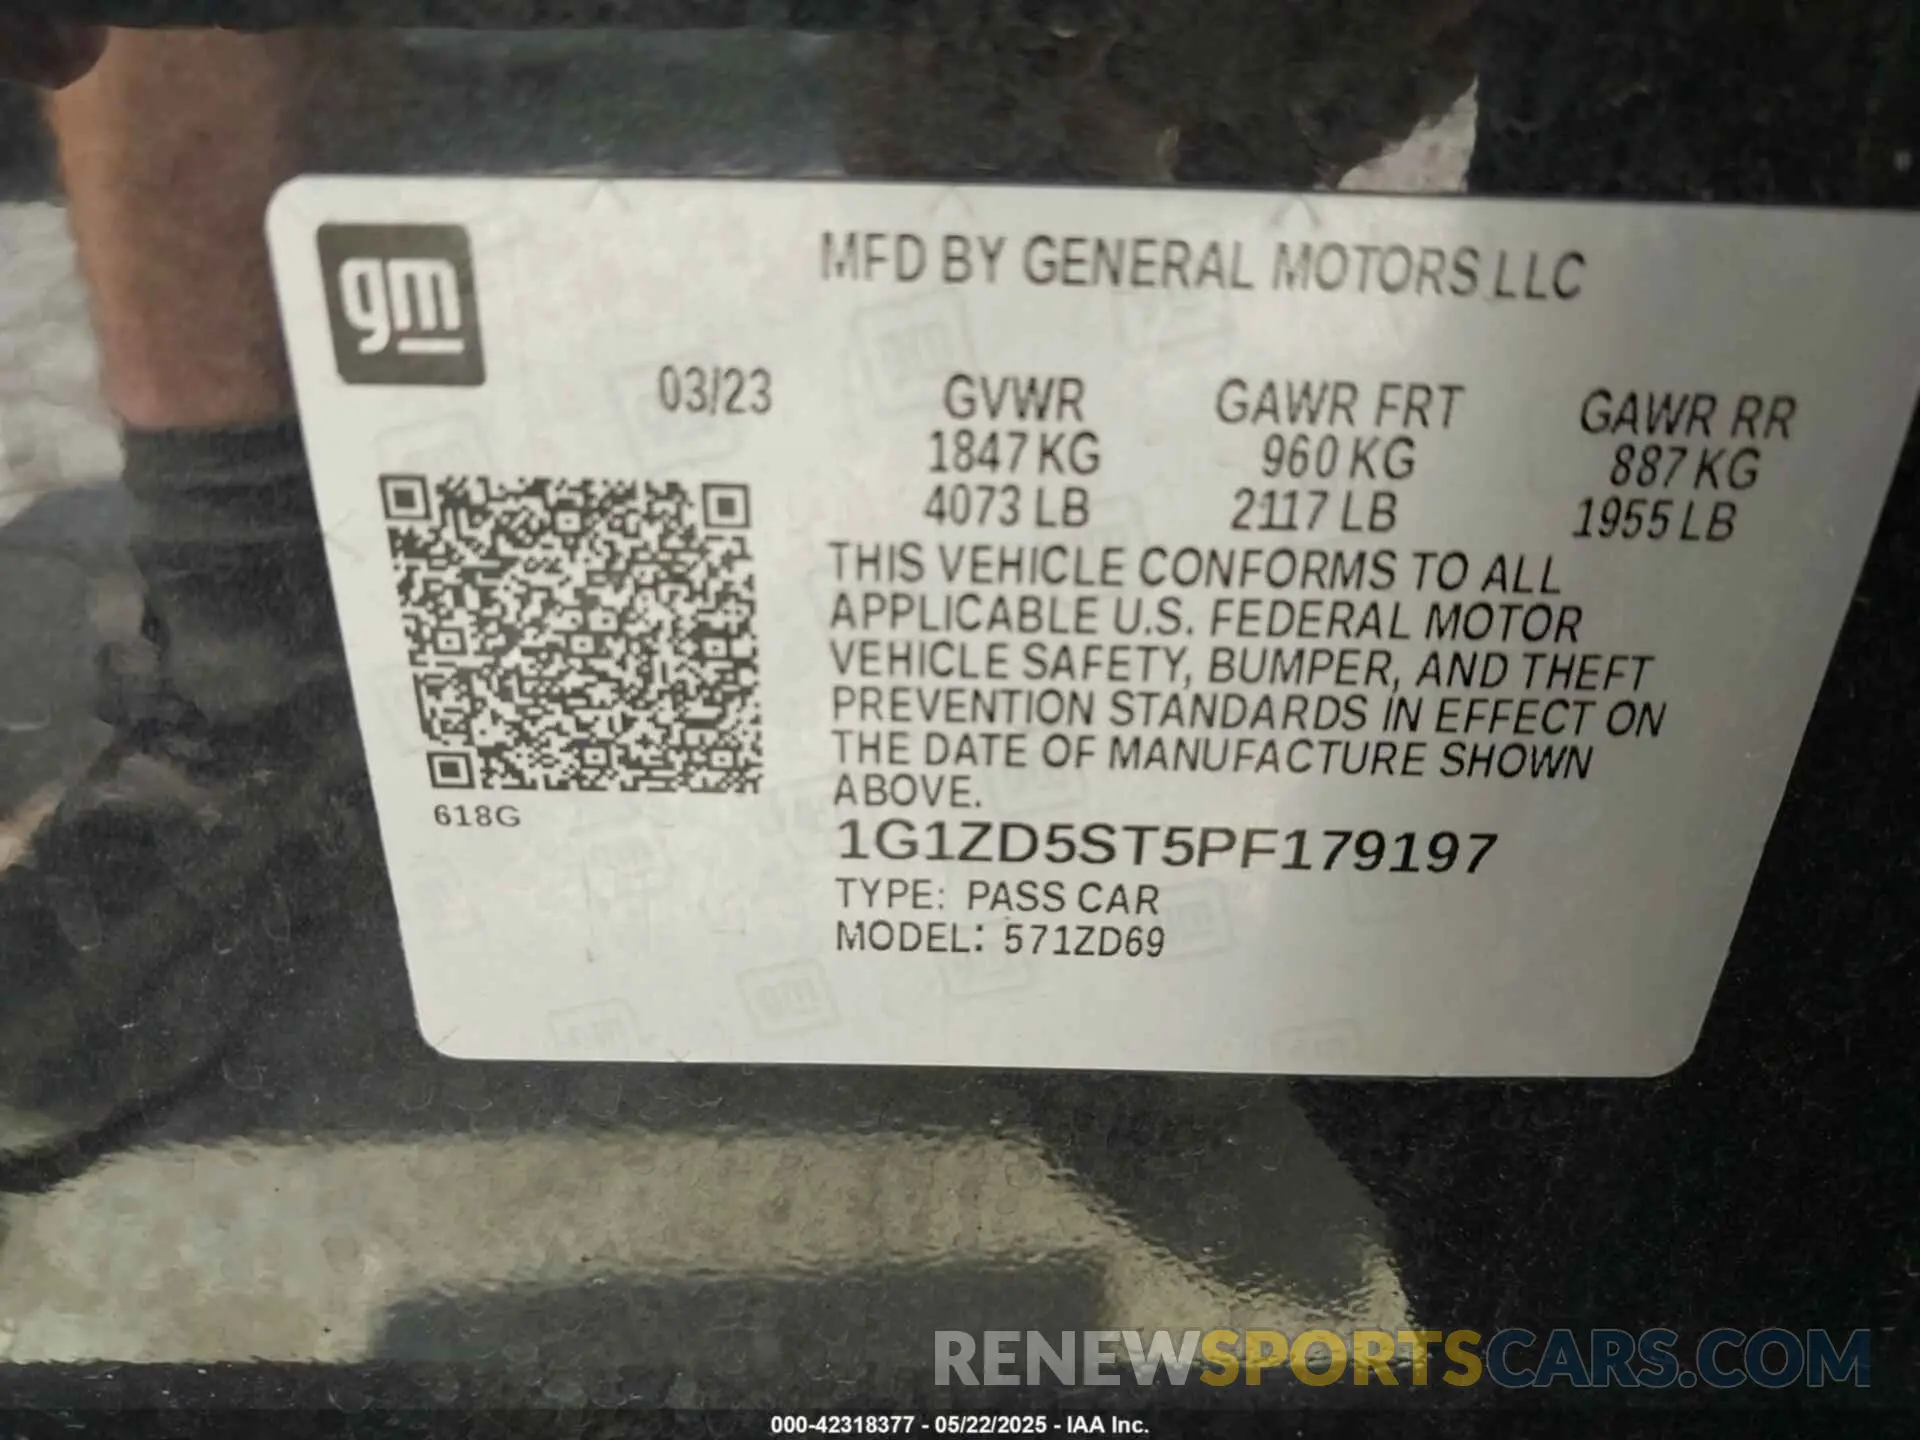 gm
MFD BY GENERAL MOTORS LLC
03/23
GVWR GAWR FRT GAWR RR
1847 KG 960 KG 887 KG
4073 LB 2117 LB 1955 LB
THIS VEHICLE CONFORMS TO ALL
APPLICABLE U.S. FEDERAL MOTOR
VEHICLE SAFETY, BUMPER, AND THEFT
PREVENTION STANDARDS IN EFFECT ON
THE DATE OF MANUFACTURE SHOWN
ABOVE.
618G
1G1ZD5ST5PF179197
TYPE: PASS CAR
MODEL: 571ZD69
RENEWSPORTSCARS.COM
000-42318377 - 05/22/2025 - IAA Inc.